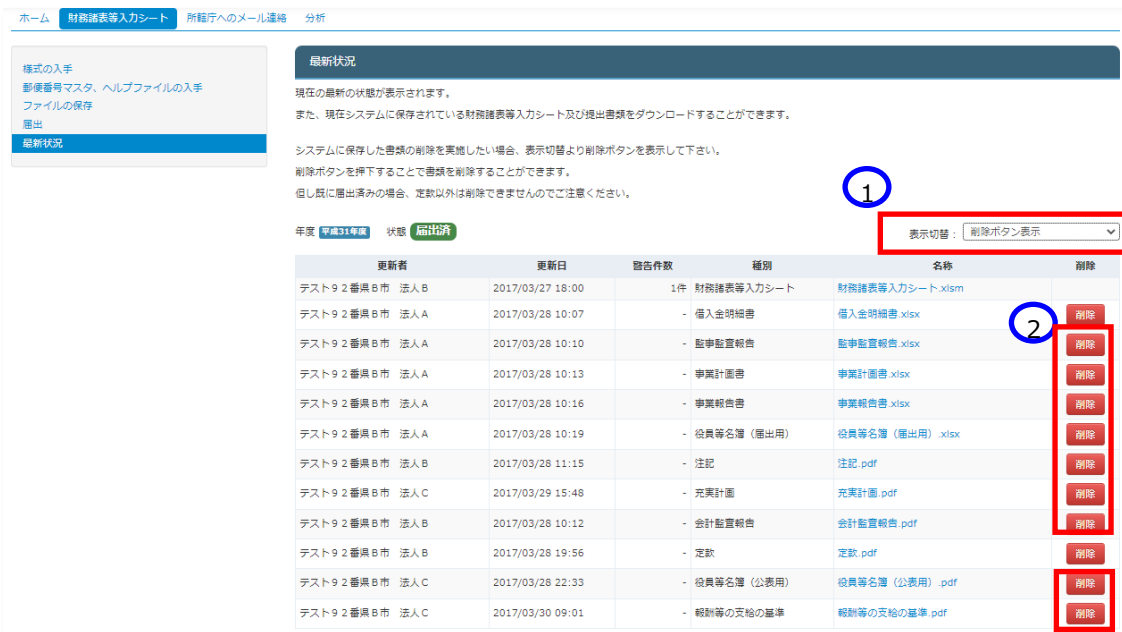 ホーム 財務諸表等入力シート 所轄庁へのメール連絡 分析
様式の入手
郵便番号マスタ、ヘルプファイルの入手
ファイルの保存
届出
最新状況
最新状況
現在の最新の状態が表示されます。
また、現在システムに保存されている財務諸表等入力シート及び提出書類をダウンロードすることができます。
システムに保存した書類の削除を実施したい場合、表示切替より削除ボタンを表示して下さい。
削除ボタンを押下することで書類を削除することができます。
但し既に届出済みの場合、定款以外は削除できませんのでご注意ください。
1
年度 平成31年度 状態 届出済 表示切替： 削除ボタン表示
更新者 更新日 警告件数 種別 名称 削除
テスト９２番県Ｂ市 法人Ｂ 2017/03/27 18:00 1件 財務諸表等入力シート 財務諸表等入力シート.xlsm
テスト９２番県Ｂ市 法人Ａ 2017/03/28 10:07 - 借入金明細書 借入金明細書.xlsx 削除
2
テスト９２番県Ｂ市 法人Ａ 2017/03/28 10:10 - 監事監査報告 監事監査報告.xlsx 削除
テスト９２番県Ｂ市 法人Ａ 2017/03/28 10:13 - 事業計画書 事業計画書.xlsx 削除
テスト９２番県Ｂ市 法人Ａ 2017/03/28 10:16 - 事業報告書 事業報告書.xlsx 削除
テスト９２番県Ｂ市 法人Ａ 2017/03/28 10:19 - 役員等名簿（届出用） 役員等名簿（届出用）.xlsx 削除
テスト９２番県Ｂ市 法人Ｂ 2017/03/28 11:15 - 注記 注記.pdf 削除
テスト９２番県Ｂ市 法人Ｃ 2017/03/29 15:48 - 充実計画 充実計画.pdf 削除
テスト９２番県Ｂ市 法人Ｂ 2017/03/28 10:12 - 会計監査報告 会計監査報告.pdf 削除
テスト９２番県Ｂ市 法人Ｂ 2017/03/28 19:56 - 定款 定款.pdf 削除
テスト９２番県Ｂ市 法人Ｃ 2017/03/28 22:33 - 役員等名簿（公表用） 役員等名簿（公表用）.pdf 削除
テスト９２番県Ｂ市 法人Ｃ 2017/03/30 09:01 - 報酬等の支給の基準 報酬等の支給の基準.pdf 削除